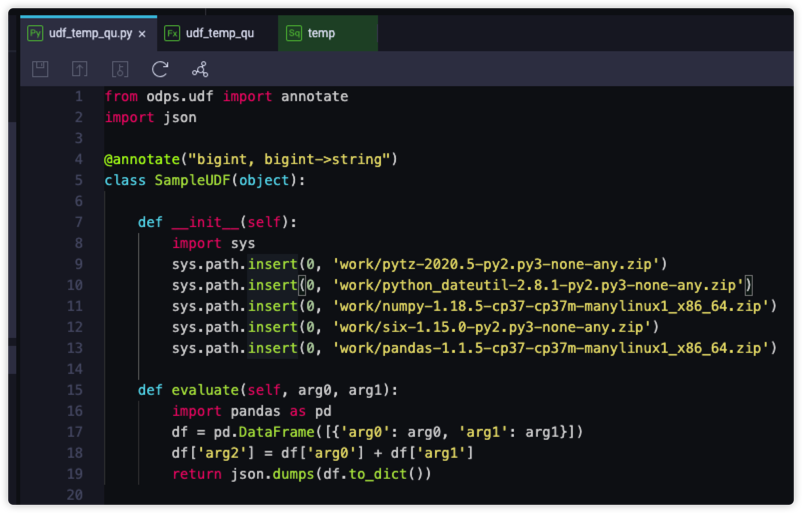 Py udf_temp_qu.py × Fx udf_temp_qu Sq temp
1 from odps.udf import annotate
2 import json
3
4 @annotate("bigint, bigint->string")
5 class SampleUDF(object):
6
7 def __init__(self):
8 import sys
9 sys.path.insert(0, 'work/pytz-2020.5-py2.py3-none-any.zip')
10 sys.path.insert(0, 'work/python_dateutil-2.8.1-py2.py3-none-any.zip')
11 sys.path.insert(0, 'work/numpy-1.18.5-cp37-cp37m-manylinux1_x86_64.zip')
12 sys.path.insert(0, 'work/six-1.15.0-py2.py3-none-any.zip')
13 sys.path.insert(0, 'work/pandas-1.1.5-cp37-cp37m-manylinux1_x86_64.zip')
14
15 def evaluate(self, arg0, arg1):
16 import pandas as pd
17 df = pd.DataFrame([{'arg0': arg0, 'arg1': arg1}])
18 df['arg2'] = df['arg0'] + df['arg1']
19 return json.dumps(df.to_dict())
20